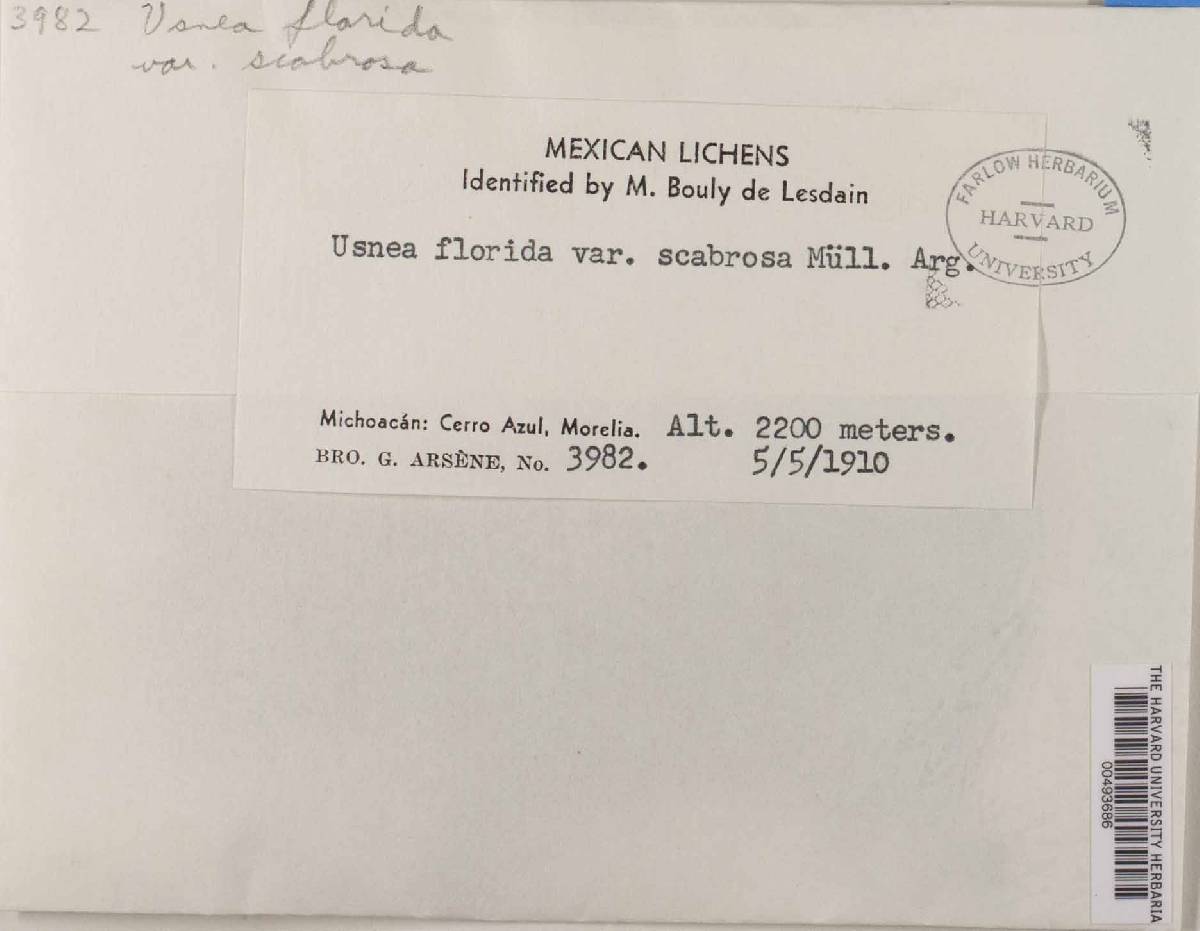 3982 Usnea florida
var. scabrosa
MEXICAN LICHENS
Identified by M. Bouly de Lesdain
Usnea florida var. scabrosa Müll. Arg.
FARLOW HERBARIUM
HARVARD
UNIVERSITY
Michoacán: Cerro Azul, Morelia. Alt. 2200 meters.
BRO. G. ARSÈNE, No. 3982. 5/5/1910
THE HARVARD UNIVERSITY HERBARIA
00493686